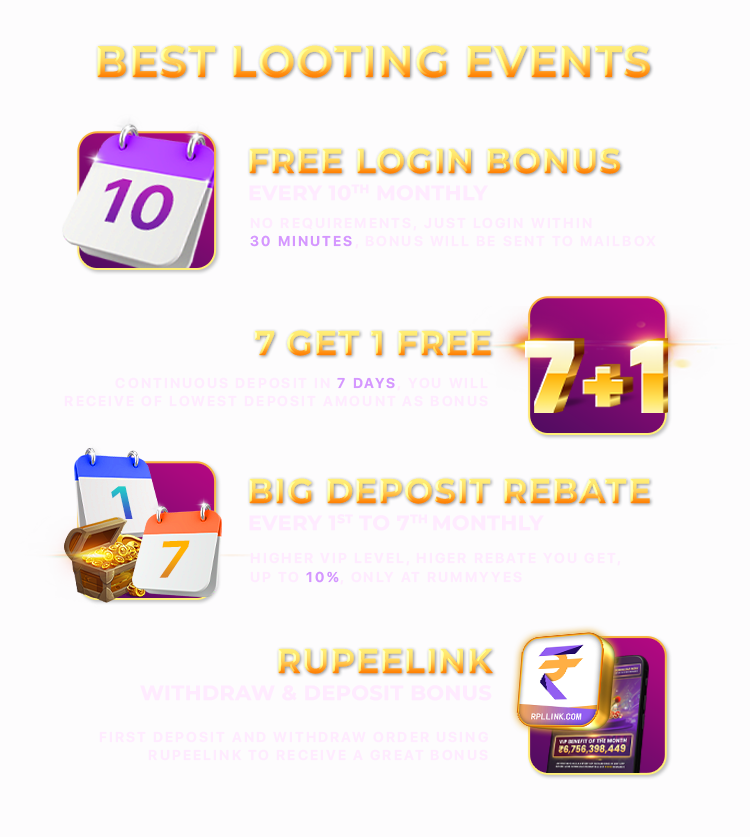 BEST LOOTING EVENTS
10
FREE LOGIN BONUS
EVERY 10TH MONTHLY
NO REQUIREMENTS, JUST LOGIN WITHIN
30 MINUTES, BONUS WILL BE SENT TO MAILBOX
7 GET 1 FREE
CONTINUOUS DEPOSIT IN 7 DAYS YOU WILL
RECEIVE OF LOWEST DEPOSIT AMOUNT AS BONUS
7+1
1
7
BIG DEPOSIT REBATE
EVERY 1ST TO 7TH MONTHLY
HIGHER VIP LEVEL, HIGER REBATE YOU GET,
UP TO 10% ONLY AT RUMMYYES
RUPEELINK
WITHDRAW & DEPOSIT BONUS
FIRST DEPOSIT AND WITHDRAW ORDER USING
RUPEELINK TO RECEIVE A GREAT BONUS
₹
RPLLINK.COM
VIP BENEFIT OF THE MONTH
₹6,756,398,449